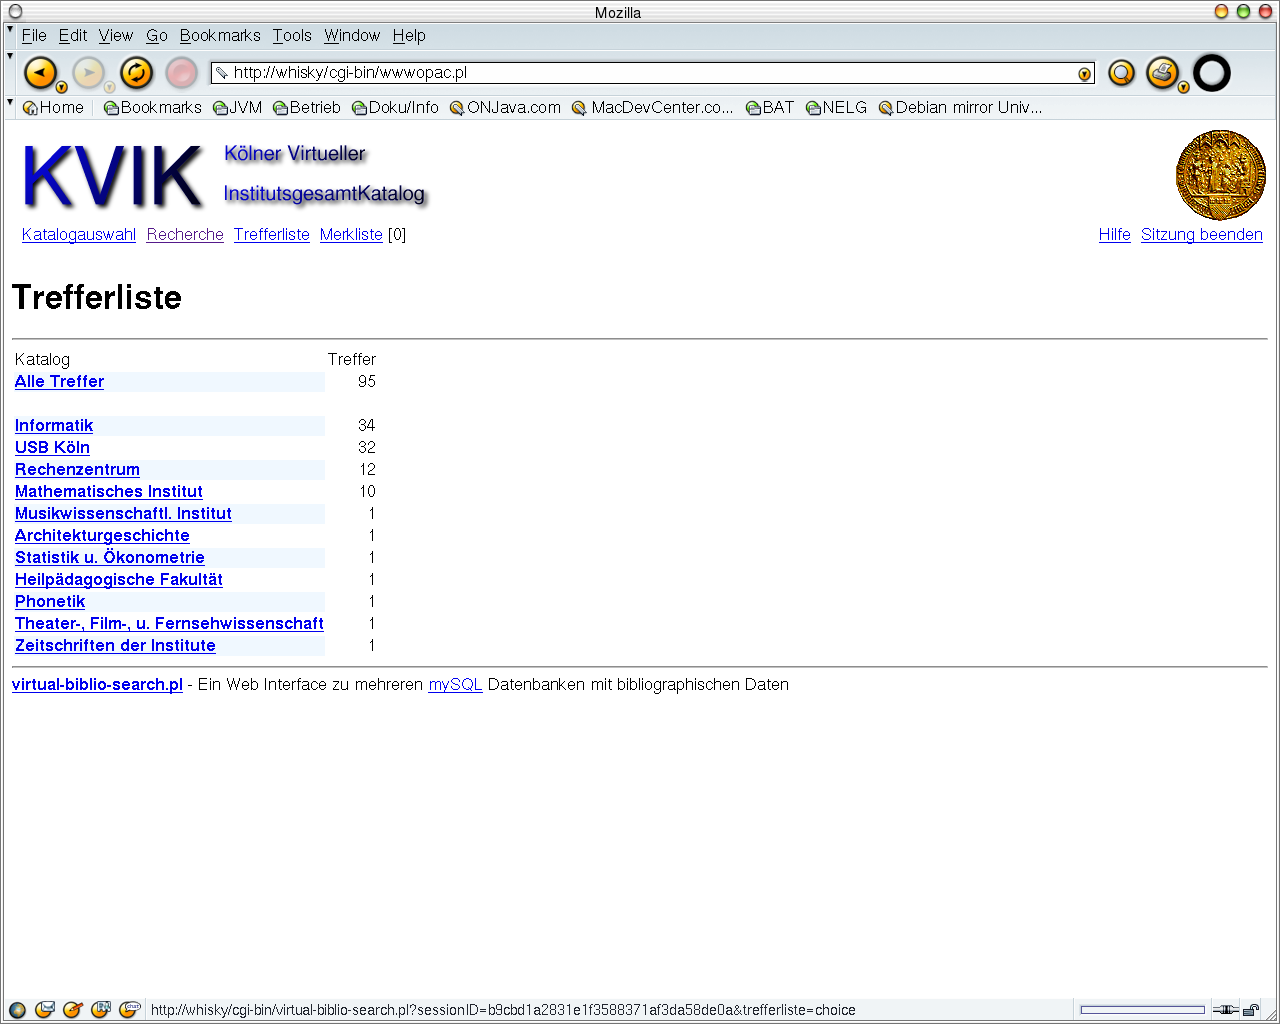 Mozilla
File Edit View Go Bookmarks Tools Window Help
http://whisky/cgi-bin/wwwopac.pl
Home Bookmarks JVM Betrieb Doku/Info ONJava.com MacDevCenter.co... BAT NELG Debian mirror Univ...
KVIK Kölner Virtueller
InstitutsgesamtKatalog
Katalogauswahl Recherche Trefferliste Merkliste [0] Hilfe Sitzung beenden
Trefferliste
Katalog Treffer
Alle Treffer 95
Informatik 34
USB Köln 32
Rechenzentrum 12
Mathematisches Institut 10
Musikwissenschaftl. Institut 1
Architekturgeschichte 1
Statistik u. Ökonometrie 1
Heilpädagogische Fakultät 1
Phonetik 1
Theater-, Film-, u. Fernsehwissenschaft 1
Zeitschriften der Institute 1
virtual-biblio-search.pl - Ein Web Interface zu mehreren mySQL Datenbanken mit bibliographischen Daten
http://whisky/cgi-bin/virtual-biblio-search.pl?sessionID=b9cbd1a2831e1f3588371af3da58de0a&trefferliste=choice